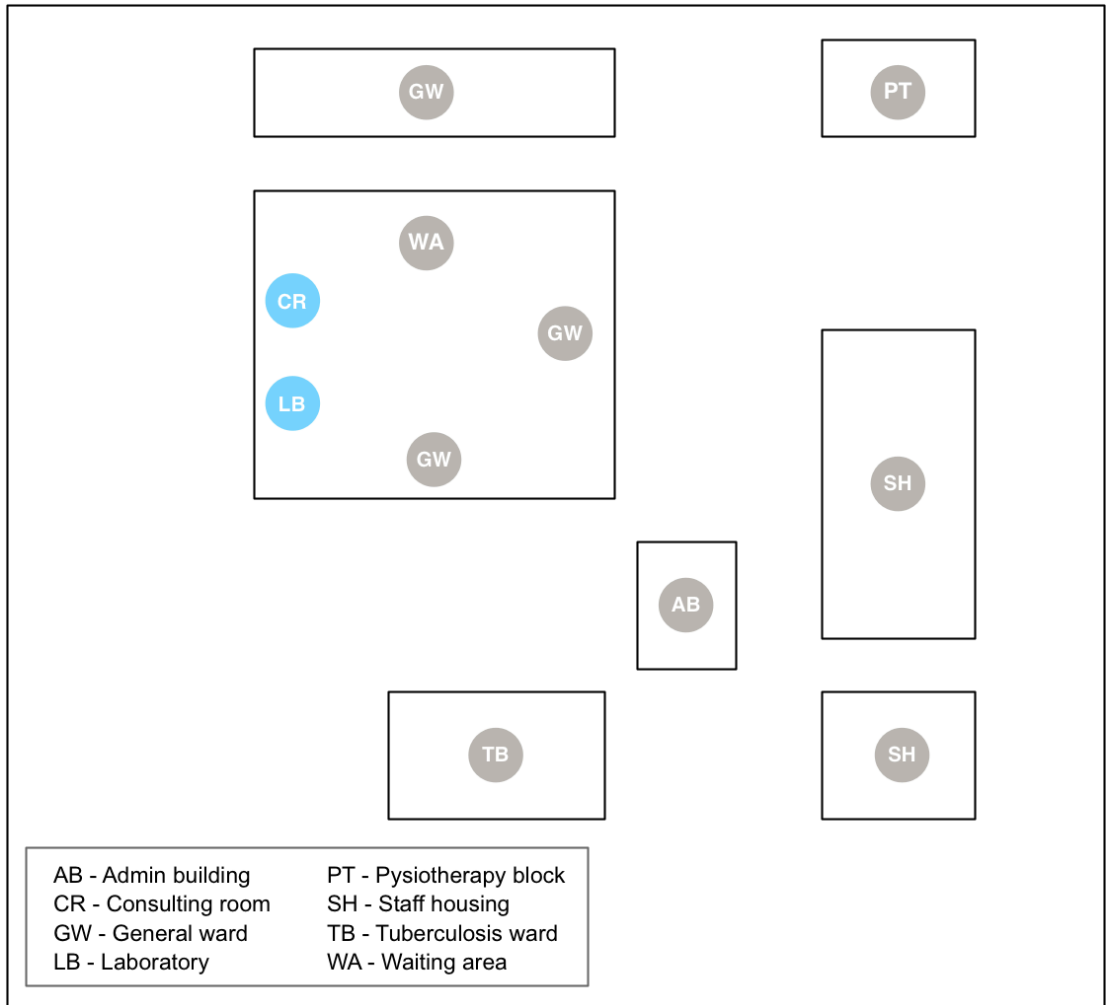 GW
PT
WA
CR
GW
LB
GW
SH
AB
TB
SH
AB - Admin building
CR - Consulting room
GW - General ward
LB - Laboratory
PT - Pysiotherapy block
SH - Staff housing
TB - Tuberculosis ward
WA - Waiting area